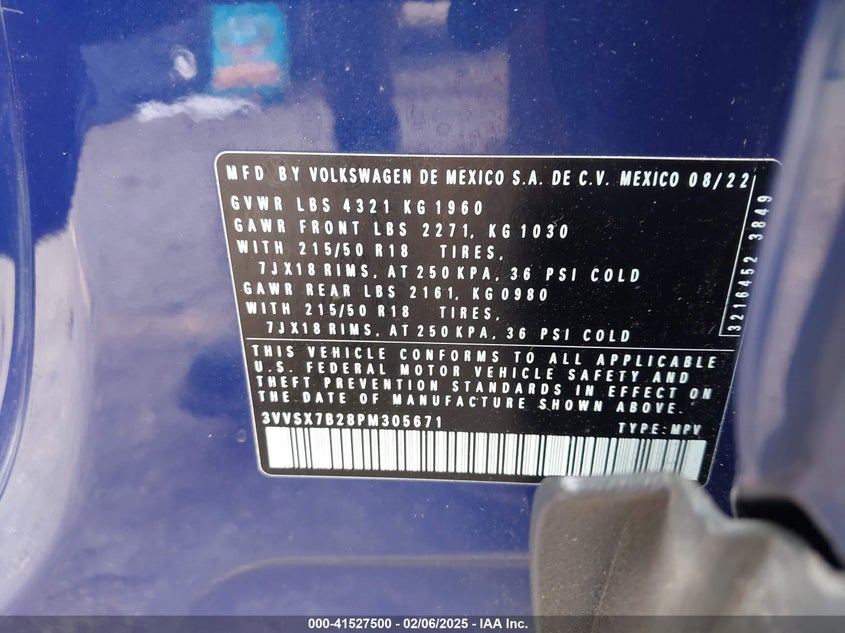 MFD BY VOLKSWAGEN DE MEXICO S.A. DE C.V. MEXICO 08/22
GVWR LBS 4321 KG 1960
GAWR FRONT LBS 2271, KG 1030
WITH 215/50 R18 TIRES,
7JX18 RIMS, AT 250 KPA, 36 PSI COLD
GAWR REAR LBS 2161, KG 0980
WITH 215/50 R18 TIRES,
7JX18 RIMS, AT 250 KPA, 36 PSI COLD
3216452 3849
THIS VEHICLE CONFORMS TO ALL APPLICABLE
U.S. FEDERAL MOTOR VEHICLE SAFETY AND
THEFT PREVENTION STANDARDS IN EFFECT ON
THE DATE OF MANUFACTURE SHOWN ABOVE.
3VVSX7B28PM305671 TYPE: MPV
000-41527500 - 02/06/2025 - IAA Inc.